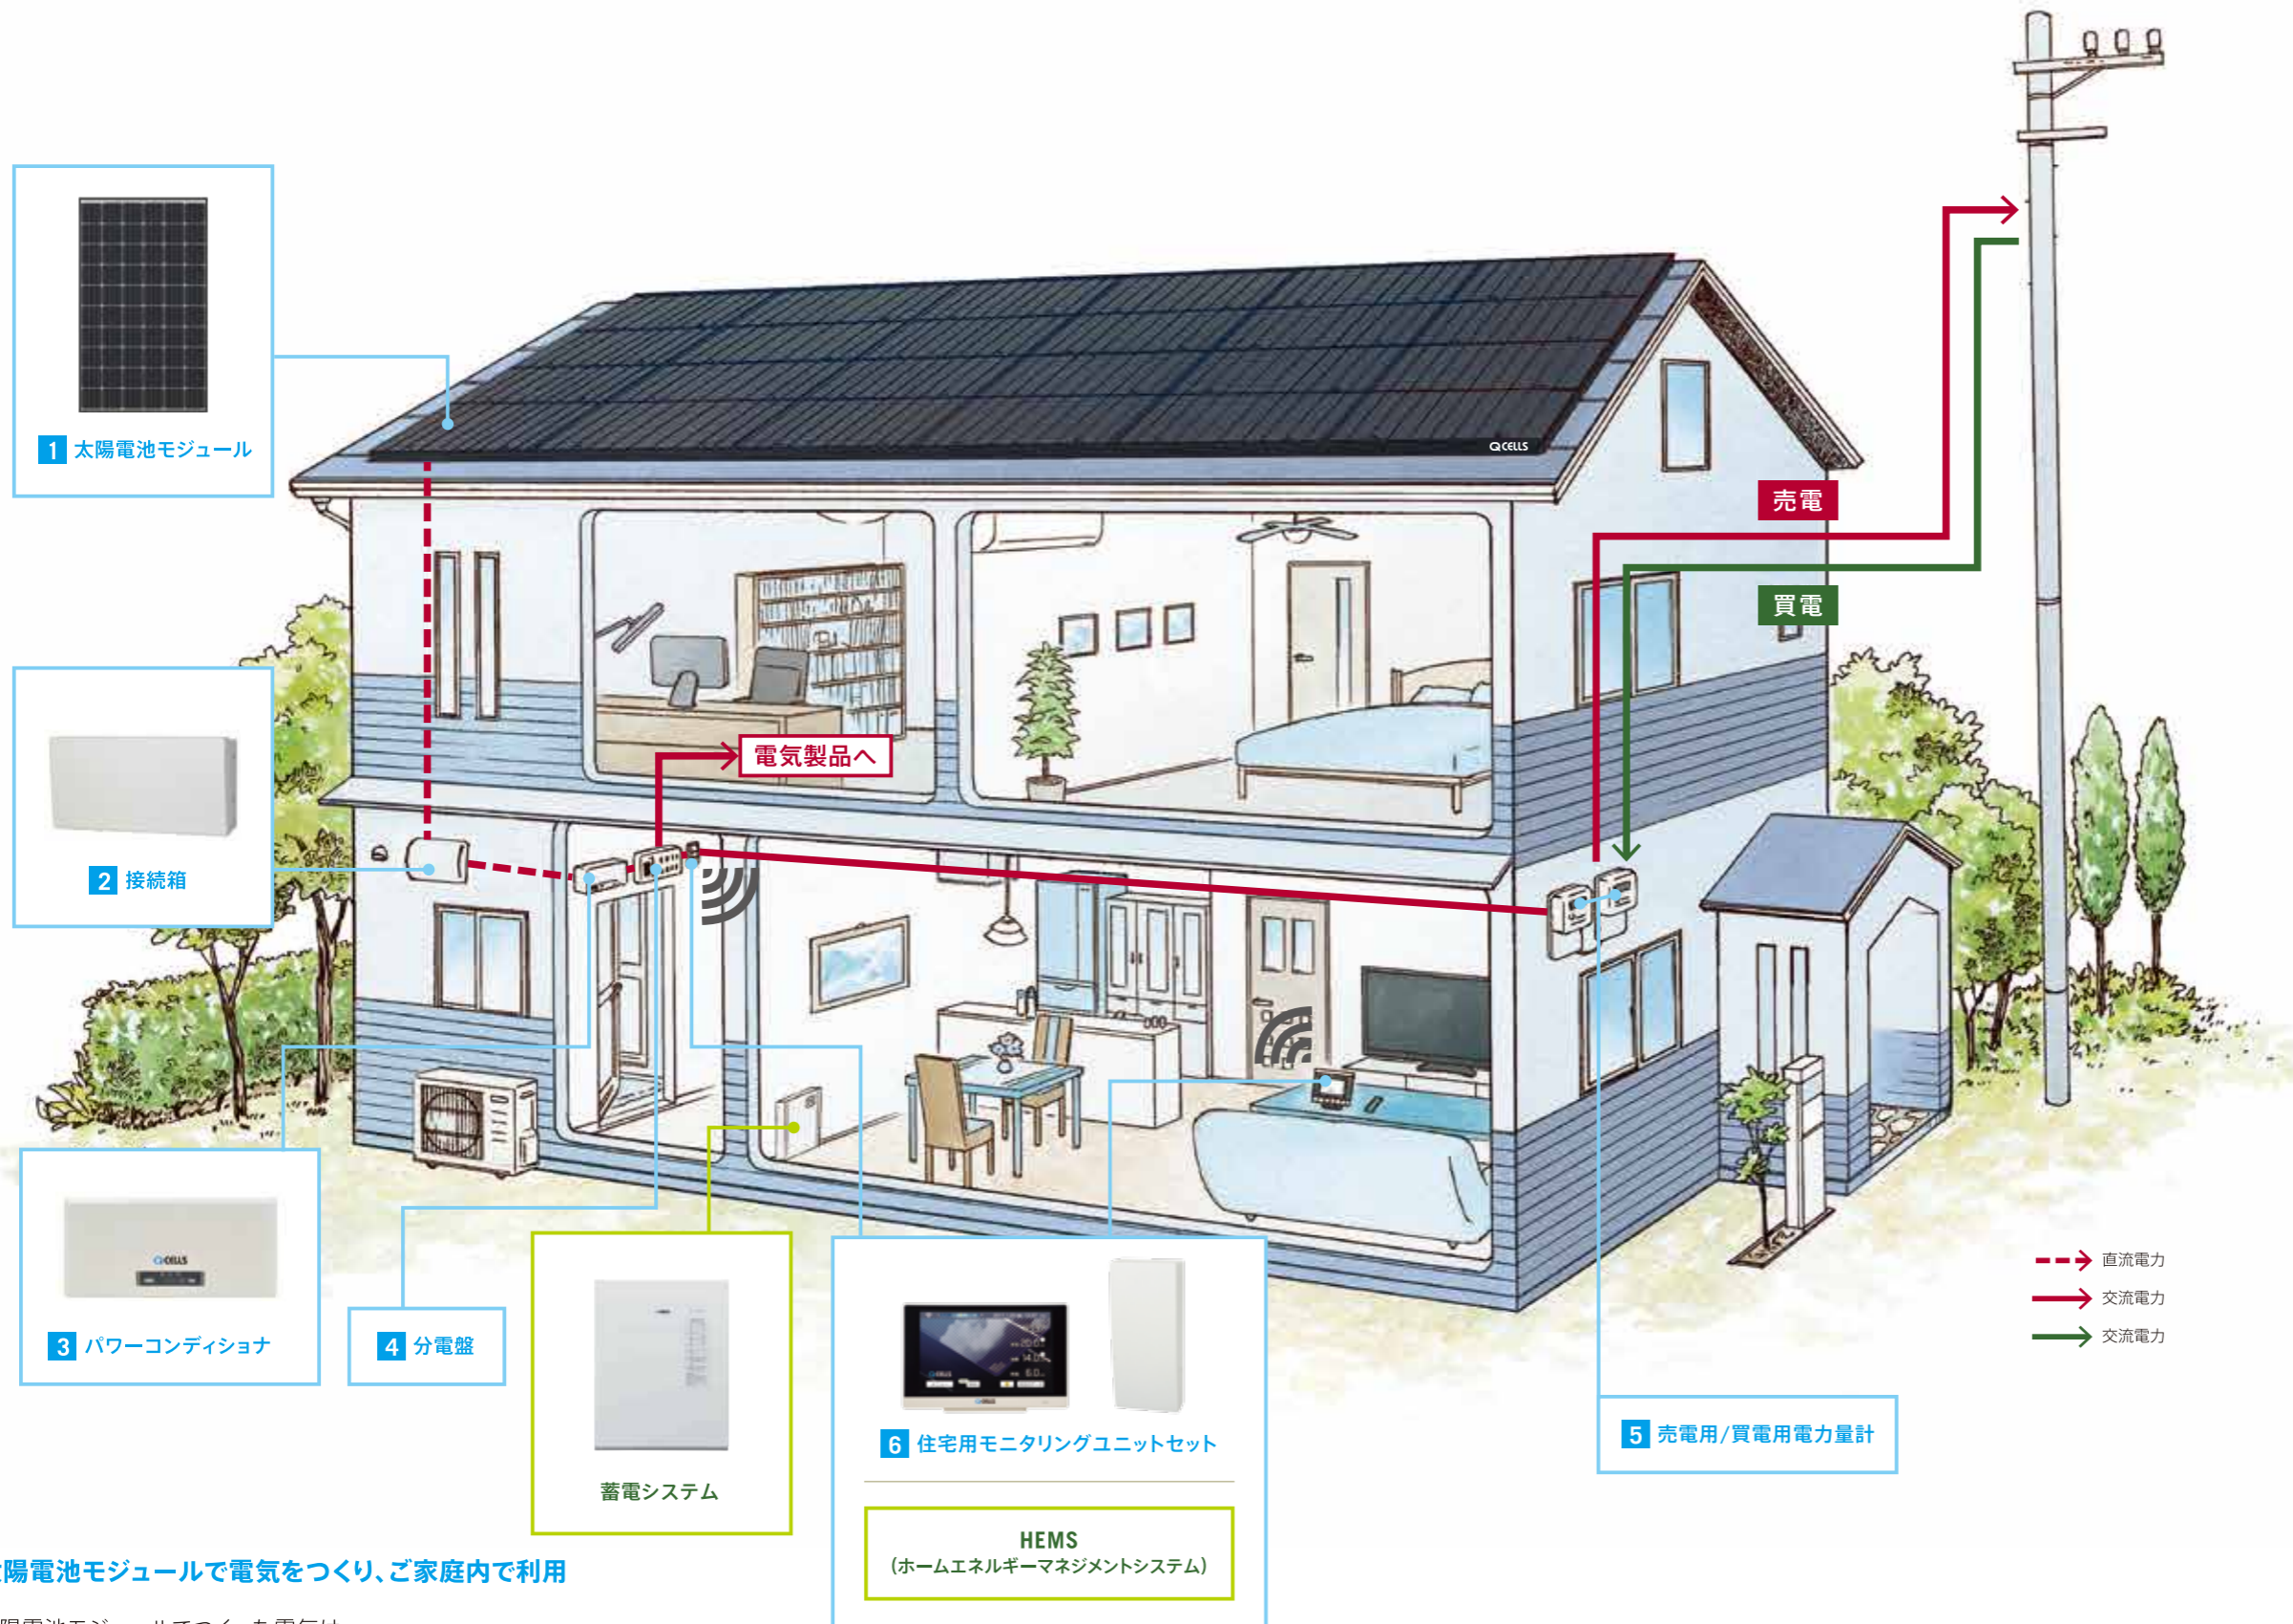 1 太陽電池モジュール
QCELLS
売電
買電
電気製品へ
2 接続箱
QCELLS
3 パワーコンディショナ
4 分電盤
蓄電システム
QCELLS
6 住宅用モニタリングユニットセット
HEMS
(ホームエネルギーマネジメントシステム)
直流電力
交流電力
交流電力
5 売電用/買電用電力量計
陽電池モジュールで電気をつくり、ご家庭内で利用